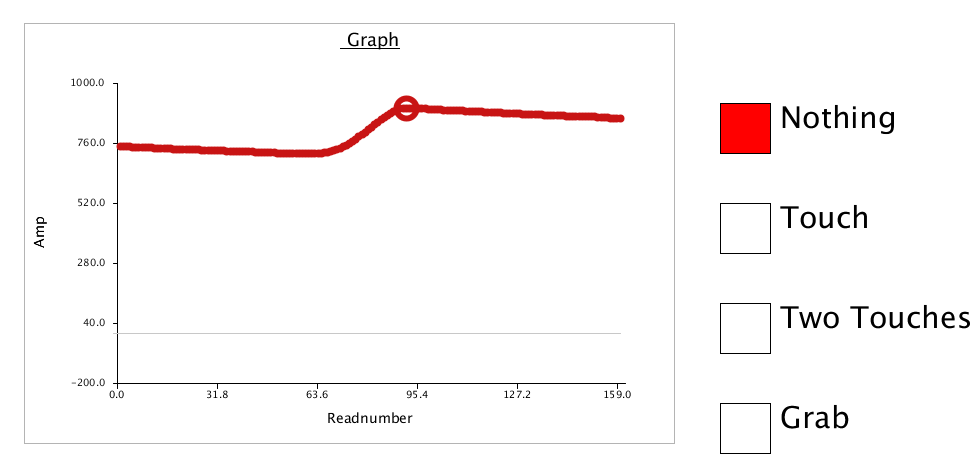 Graph
1000.0
760.0
520.0
280.0
40.0
-200.0
Amp
0.0 31.8 63.6 95.4 127.2 159.0
Readnumber
Nothing
Touch
Two Touches
Grab